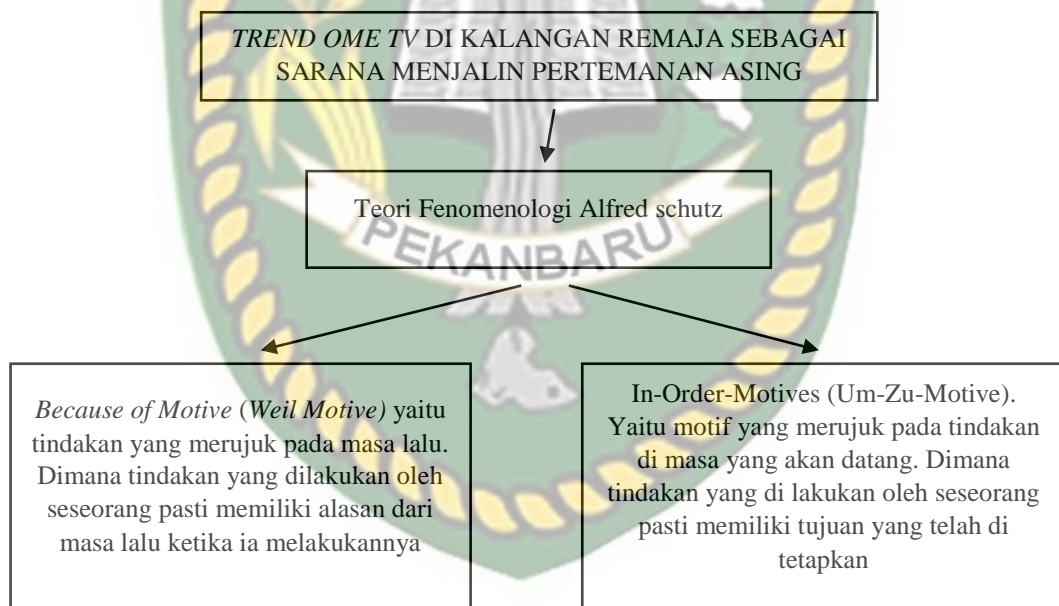 TREND OME TV DI KALANGAN REMAJA SEBAGAI
SARANA MENJALIN PERTEMANAN ASING
Teori Fenomenologi Alfred schutz
PEKANBARU
Because of Motive (Weil Motive) yaitu
tindakan yang merujuk pada masa lalu.
Dimana tindakan yang dilakukan oleh
seseorang pasti memiliki alasan dari
masa lalu ketika ia melakukannya
In-Order-Motives (Um-Zu-Motive).
Yaitu motif yang merujuk pada tindakan
di masa yang akan datang. Dimana
tindakan yang di lakukan oleh seseorang
pasti memiliki tujuan yang telah di
tetapkan